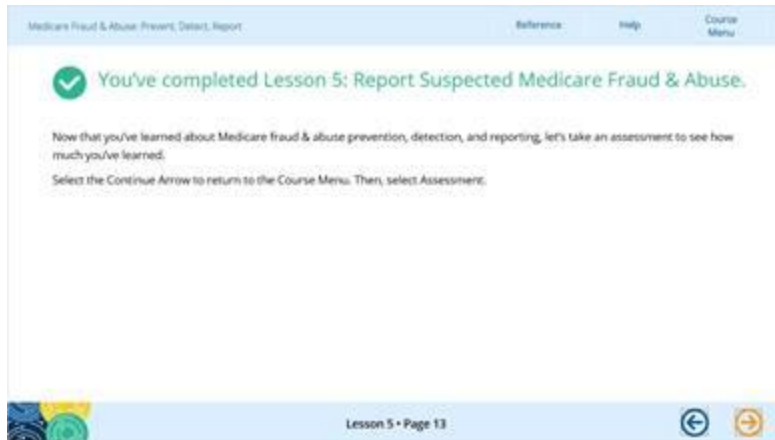 Medicare Fraud & Abuse: Prevent, Detect, Report
Reference
Help
Course
Menu
You've completed Lesson 5: Report Suspected Medicare Fraud & Abuse.
Now that you've learned about Medicare fraud & abuse prevention, detection, and reporting, let's take an assessment to see how
much you've learned.
Select the Continue Arrow to return to the Course Menu. Then, select Assessment.
Lesson 5 • Page 13